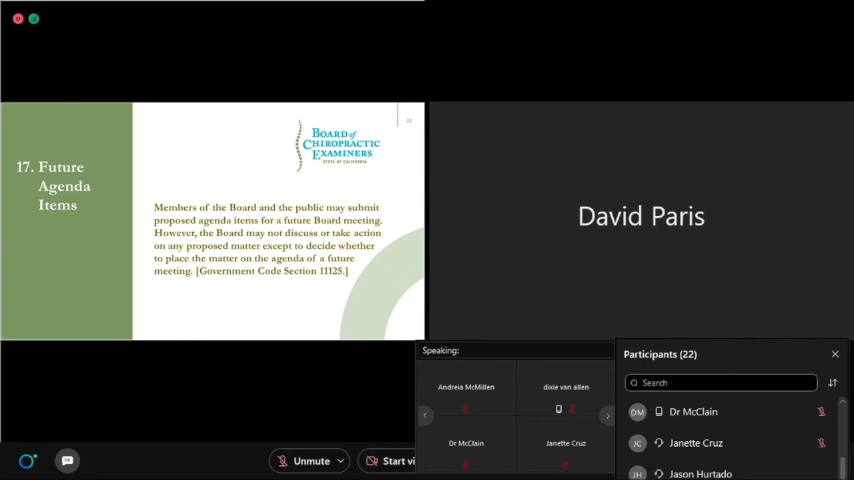 22
17. Future
Agenda
Items
BOARD of
CHIROPRACTIC
EXAMINERS
STATE OF CALIFORNIA
Members of the Board and the public may submit
proposed agenda items for a future Board meeting.
However, the Board may not discuss or take action
on any proposed matter except to decide whether
to place the matter on the agenda of a future
meeting. [Government Code Section 11125.]
David Paris
Speaking:
Andreia McMillen
dixie van allen
Dr McClain
Janette Cruz
Participants (22)
Search
DM Dr McClain
JC Janette Cruz
JH Jason Hurtado
Unmute
Start vi